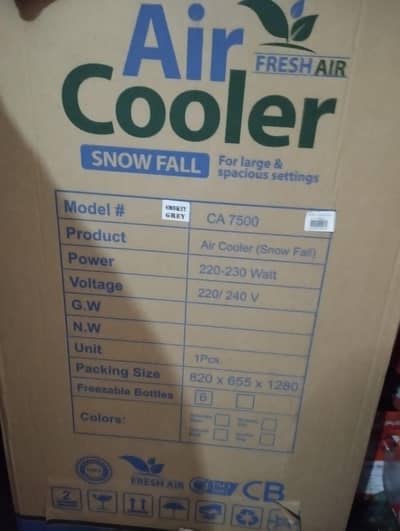 Air
FRESH AIR
Cooler
SNOW FALL For large &
spacious settings
Model # SMOKEY GREY CA 7500
Product Air Cooler (Snow Fall)
Power 220-230 Watt
Voltage 220/ 240 V
G.W
N.W
Unit 1Pcs.
Packing Size 820 x 655 x 1280
Freezable Bottles 6
Colors:
FRESH AIR
CB
2